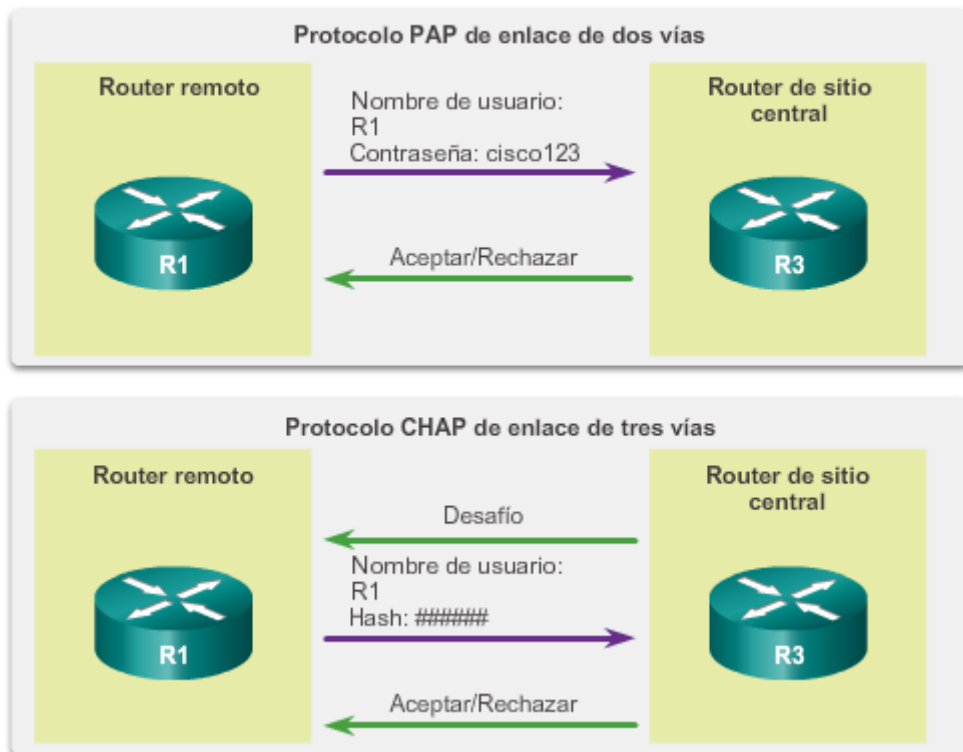 Protocolo PAP de enlace de dos vías
Router remoto
Nombre de usuario:
R1
Contraseña: cisco123
Router de sitio
central
R1
Aceptar/Rechazar
R3
Protocolo CHAP de enlace de tres vías
Router remoto
Desafío
Router de sitio
central
Nombre de usuario:
R1
Hash: ######
R1
R3
Aceptar/Rechazar